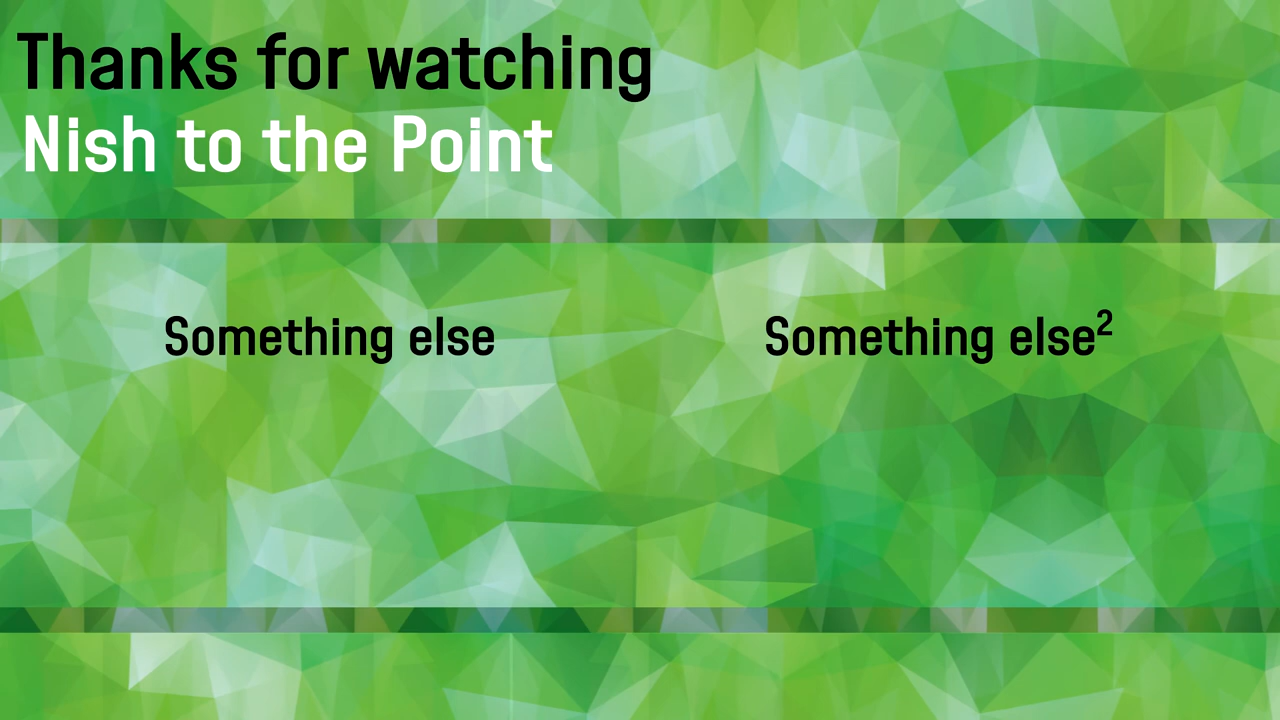 Thanks for watching
Nish to the Point
Something else
Something else²